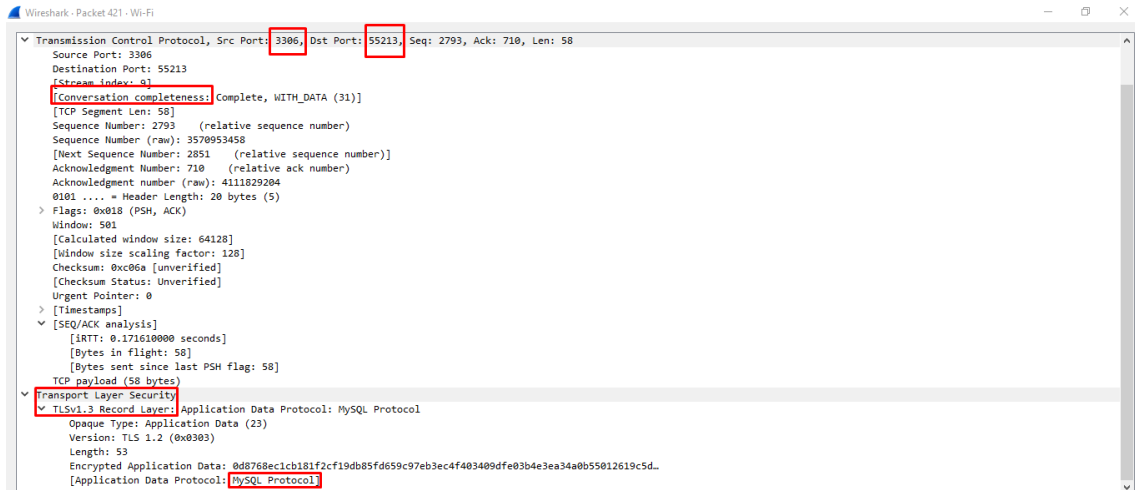 Wireshark · Packet 421 · Wi-Fi
Transmission Control Protocol, Src Port: 3306, Dst Port: 55213, Seq: 2793, Ack: 710, Len: 58
Source Port: 3306
Destination Port: 55213
[Stream index: 9]
[Conversation completeness: Complete, WITH_DATA (31)]
[TCP Segment Len: 58]
Sequence Number: 2793    (relative sequence number)
Sequence Number (raw): 3570953458
[Next Sequence Number: 2851    (relative sequence number)]
Acknowledgment Number: 710    (relative ack number)
Acknowledgment number (raw): 4111829204
0101 .... = Header Length: 20 bytes (5)
Flags: 0x018 (PSH, ACK)
Window: 501
[Calculated window size: 64128]
[Window size scaling factor: 128]
Checksum: 0xc06a [unverified]
[Checksum Status: Unverified]
Urgent Pointer: 0
[Timestamps]
[SEQ/ACK analysis]
[iRTT: 0.171610000 seconds]
[Bytes in flight: 58]
[Bytes sent since last PSH flag: 58]
TCP payload (58 bytes)
Transport Layer Security
TLSv1.3 Record Layer: Application Data Protocol: MySQL Protocol
Opaque Type: Application Data (23)
Version: TLS 1.2 (0x0303)
Length: 53
Encrypted Application Data: 0d8768ec1cb181f2cf19db85fd659c97eb3ec4f403409dfe03b4e3ea34a0b55012619c5d…
[Application Data Protocol: MySQL Protocol]